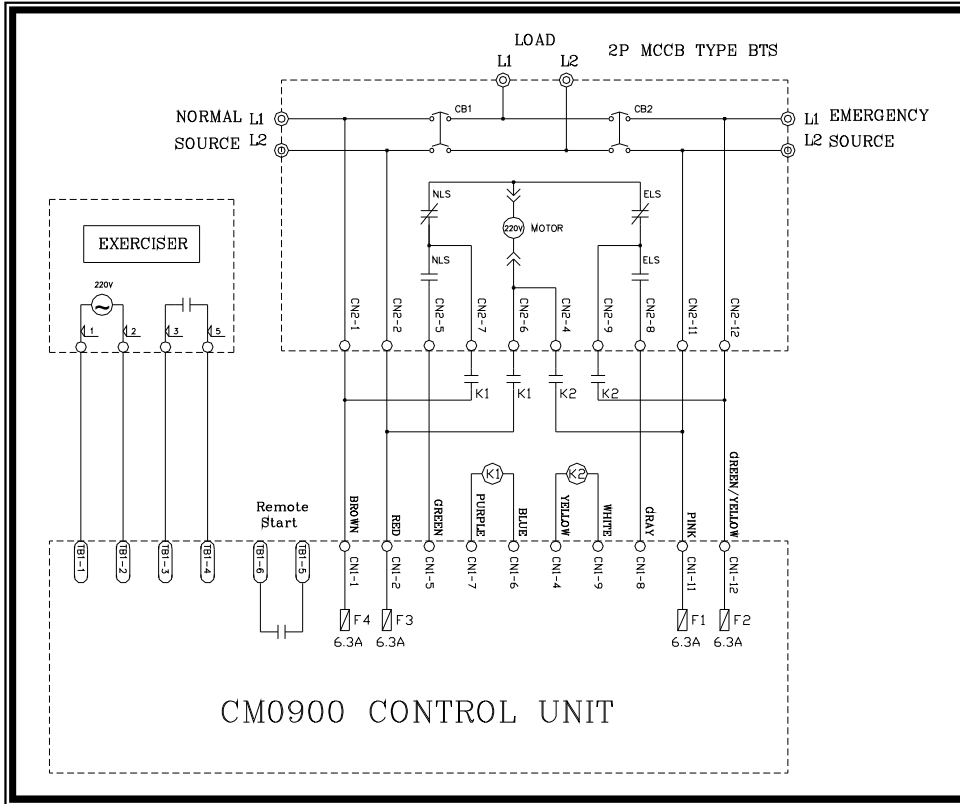 LOAD
2P MCCB TYPE BTS
L1 L2
NORMAL L1
SOURCE L2
CB1
CB2
L1 EMERGENCY
L2 SOURCE
NLS
ELS
220V MOTOR
NLS
ELS
EXERCISER
220V
1 2 3 5
CN2-1 CN2-2 CN2-5 CN2-7 CN2-6 CN2-4 CN2-9 CN2-8 CN2-11 CN2-12
K1 K1 K2 K2
K1 K2
Remote
Start
BROWN RED GREEN PURPLE BLUE YELLOW WHITE GRAY PINK GREEN/YELLOW
TB1-1 TB1-2 TB1-3 TB1-4 TB1-6 TB1-5
CN1-1 CN1-2 CN1-5 CN1-7 CN1-6 CN1-4 CN1-9 CN1-8 CN1-11 CN1-12
F4 F3 F1 F2
6.3A 6.3A 6.3A 6.3A
CM0900 CONTROL UNIT